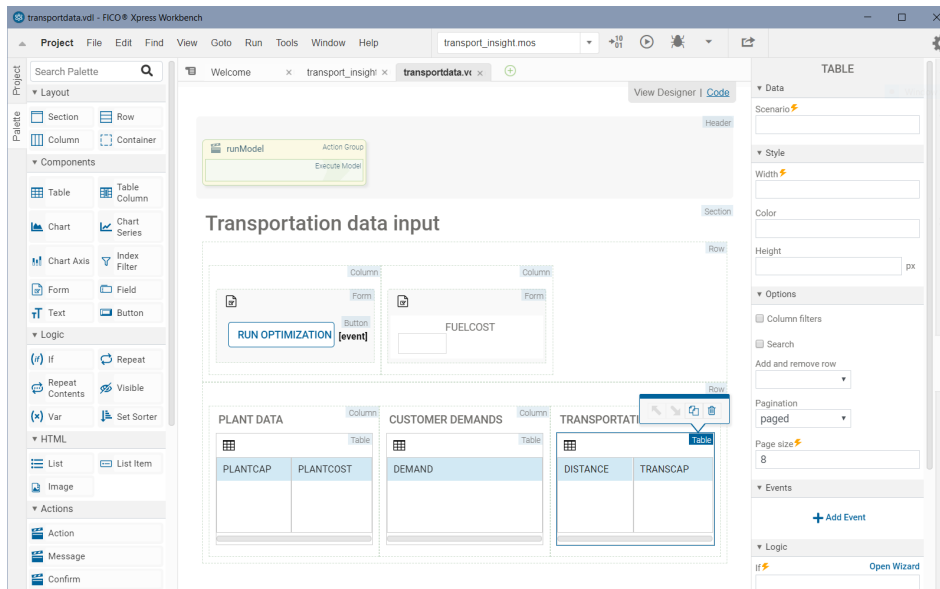 transportdata.vdl - FICO® Xpress Workbench
Project File Edit Find View Goto Run Tools Window Help
transport_insight.mos
+10
01
Project
Palette
Search Palette
Layout
Section
Row
Column
Container
Components
Table
Table Column
Chart
Chart Series
Chart Axis
Index Filter
Form
Field
Text
Button
Logic
(if) If
Repeat
Repeat Contents
Visible
(x) Var
Set Sorter
HTML
List
List Item
Image
Actions
Action
Message
Confirm
Welcome
transport_insight
transportdata.vd
View Designer | Code
Header
runModel
Action Group
Execute Model
Transportation data input
Section
Row
Column
Column
Form
Form
Button
RUN OPTIMIZATION
[event]
FUELCOST
Row
PLANT DATA
Column
CUSTOMER DEMANDS
Column
TRANSPORTATI
Table
Table
Table
PLANTCAP
PLANTCOST
DEMAND
DISTANCE
TRANSCAP
TABLE
Data
Scenario
Style
Width
Color
Height
px
Options
Column filters
Search
Add and remove row
Pagination
paged
Page size
8
Events
Add Event
Logic
If
Open Wizard